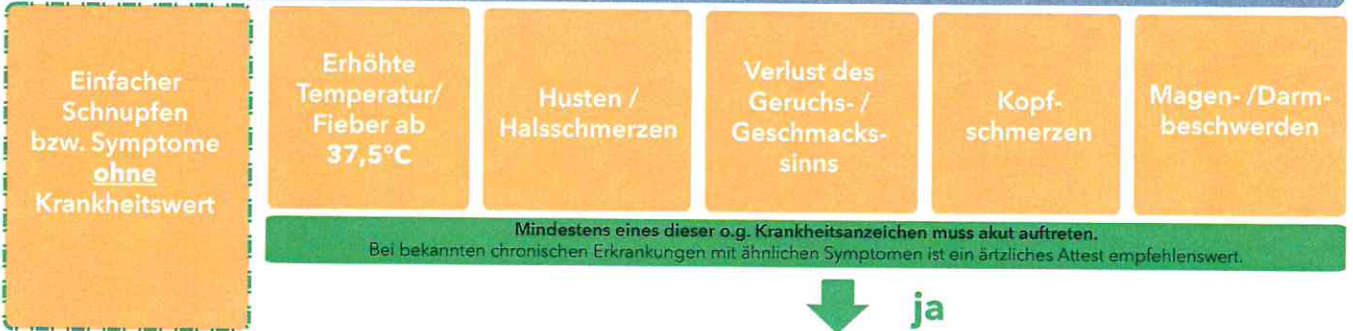 Einfacher
Schnupfen
bzw. Symptome
ohne
Krankheitswert
Erhöhte
Temperatur/
Fieber ab
37,5°C
Husten /
Halsschmerzen
Verlust des
Geruchs- /
Geschmacks-
sinns
Kopf-
schmerzen
Magen- /Darm-
beschwerden
Mindestens eines dieser o.g. Krankheitsanzeichen muss akut auftreten.
Bei bekannten chronischen Erkrankungen mit ähnlichen Symptomen ist ein ärtzliches Attest empfehlenswert.
ja